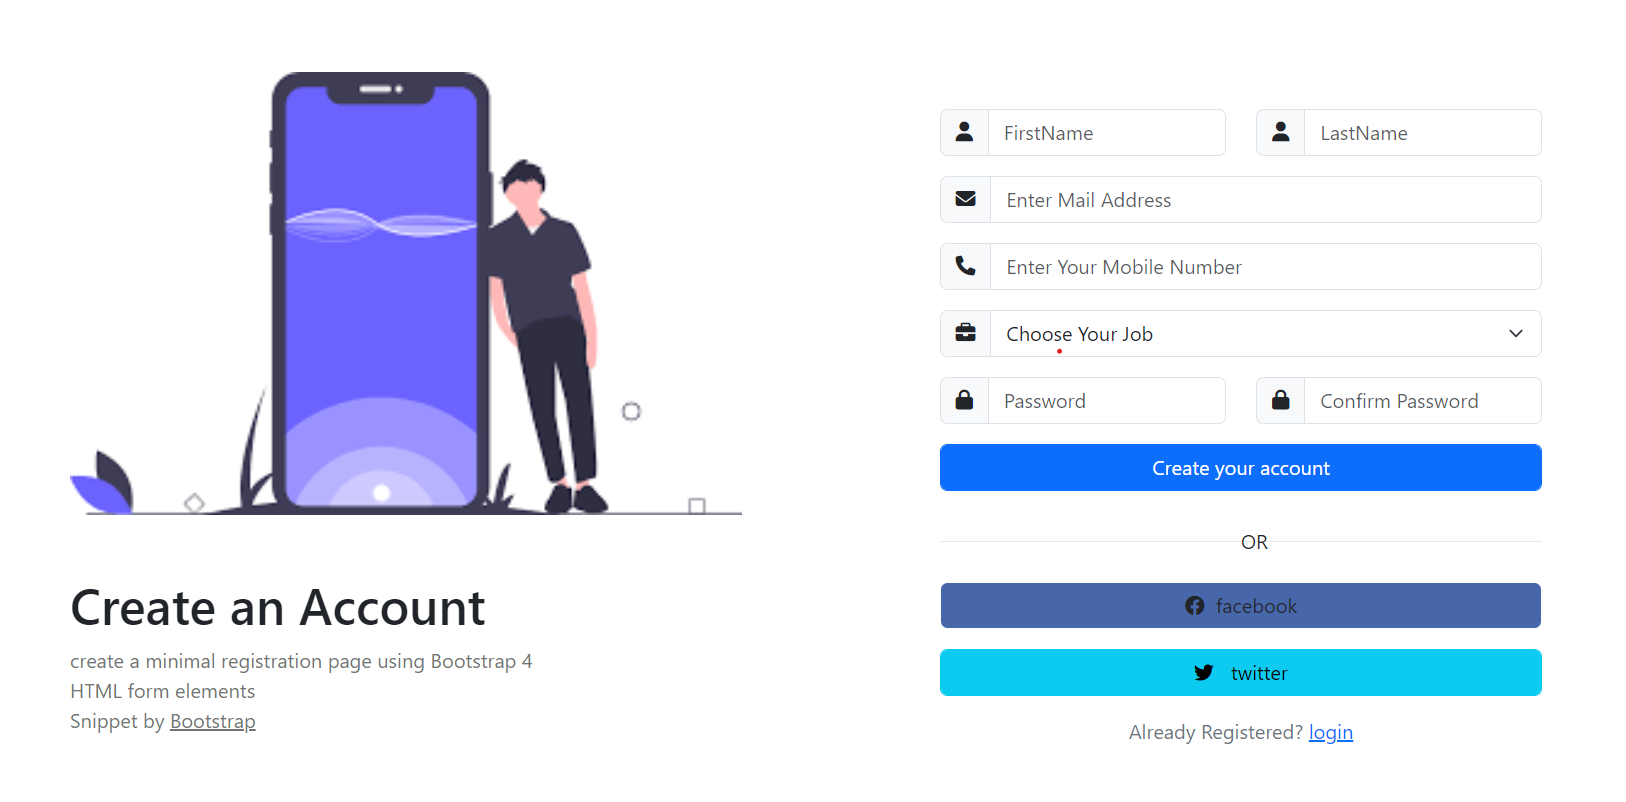 FirstName
LastName
Enter Mail Address
Enter Your Mobile Number
Choose Your Job
Password
Confirm Password
Create your account
OR
facebook
twitter
Already Registered? login
Create an Account
create a minimal registration page using Bootstrap 4
HTML form elements
Snippet by Bootstrap